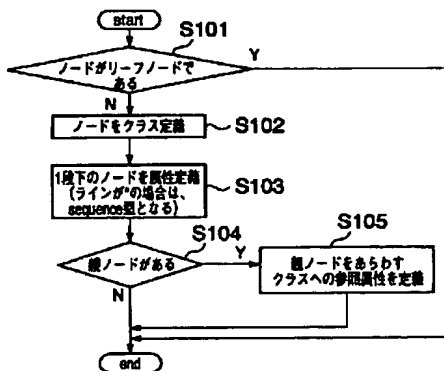 start
S101
Y
ノードがリーフノードで
ある
N
ノードをクラス定義
S102
1段下のノードを属性定義
(ラインが*の場合は、
sequence型となる)
S103
S104
親ノードがある
Y
N
S105
親ノードをあらわす
クラスへの参照属性を定義
end